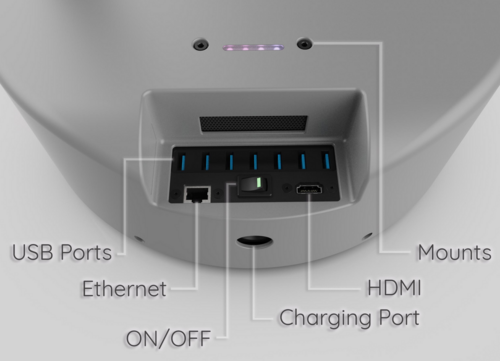 USB Ports
Mounts
Ethernet
HDMI
Charging Port
ON/OFF